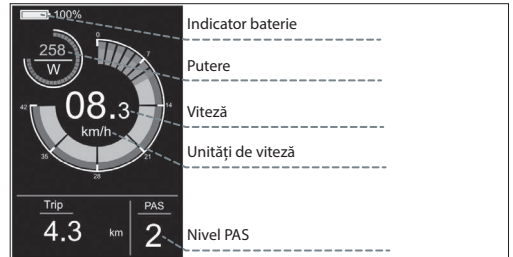 100%
Indicator baterie
0
7
258
W
Putere
08.3
km/h
42
14
Viteză
Unități de viteză
35
21
28
Trip
PAS
4.3 km
2
Nivel PAS